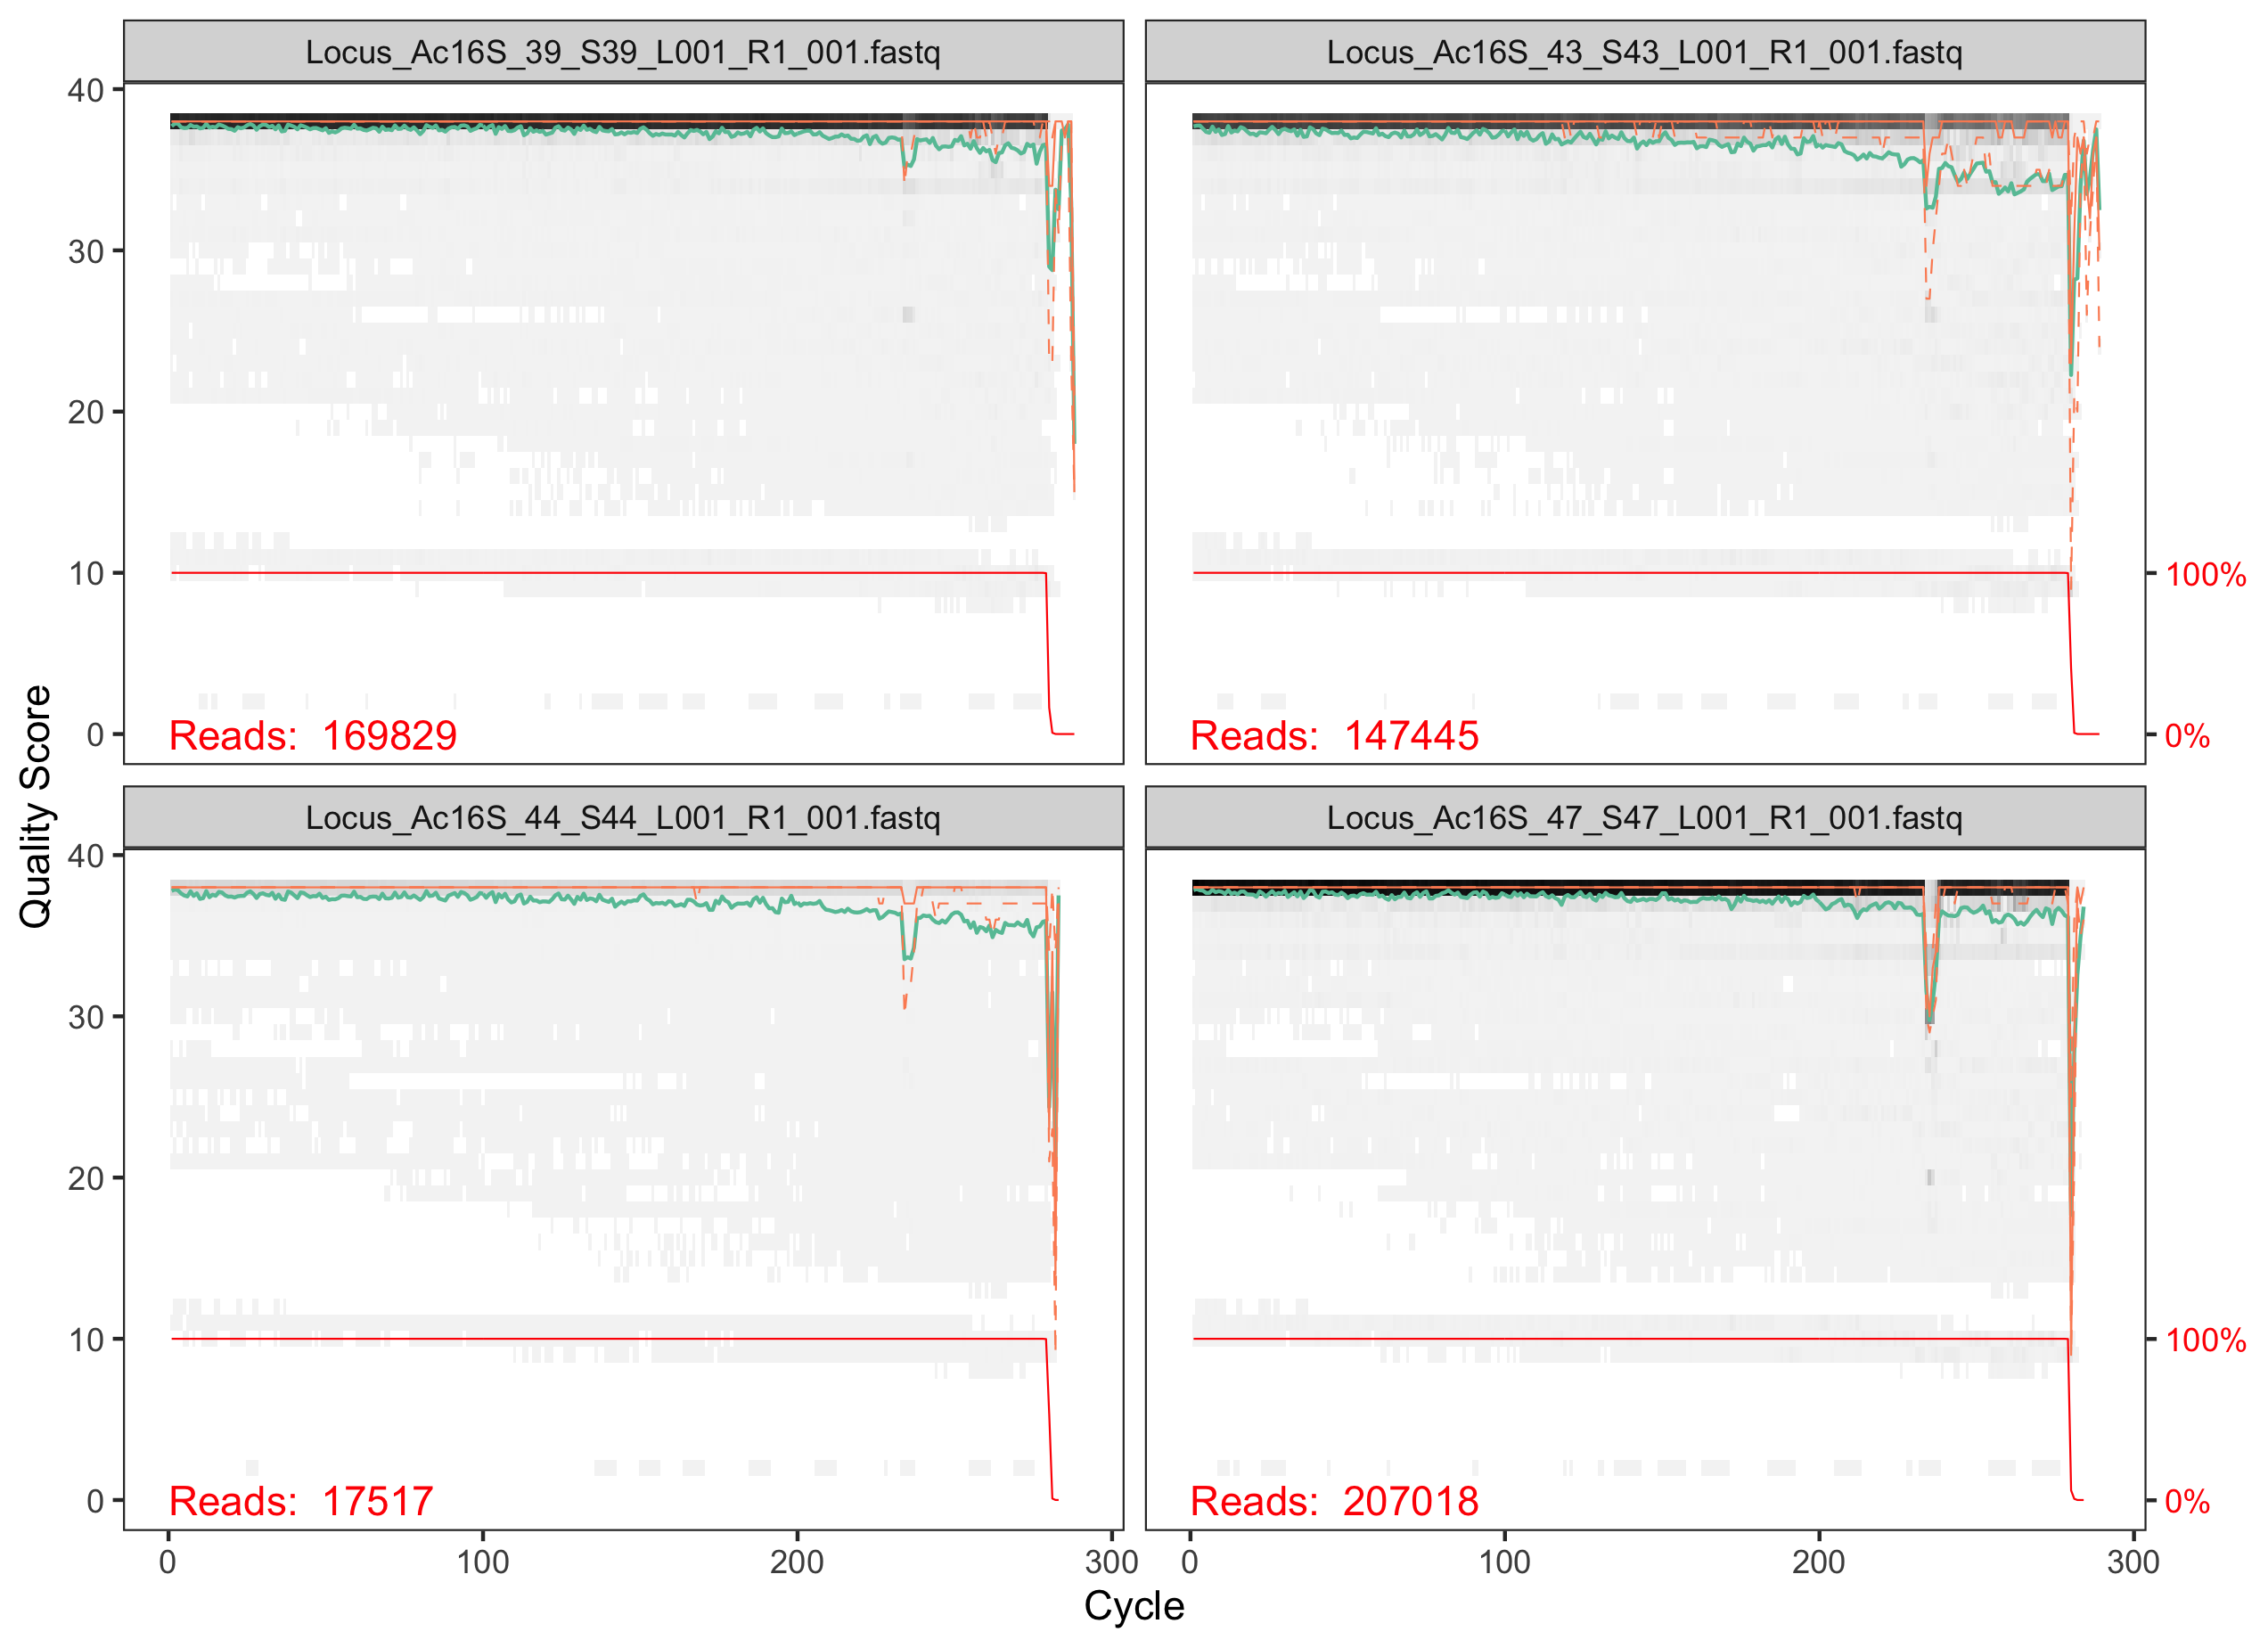 Locus_Ac16S_39_S39_L001_R1_001.fastq
Locus_Ac16S_43_S43_L001_R1_001.fastq
40
30
20
10
0
Reads: 169829
Reads: 147445
100%
0%
Locus_Ac16S_44_S44_L001_R1_001.fastq
Locus_Ac16S_47_S47_L001_R1_001.fastq
40
30
20
10
0
Reads: 17517
Reads: 207018
100%
0%
0 100 200 300 0 100 200 300
Cycle
Quality Score